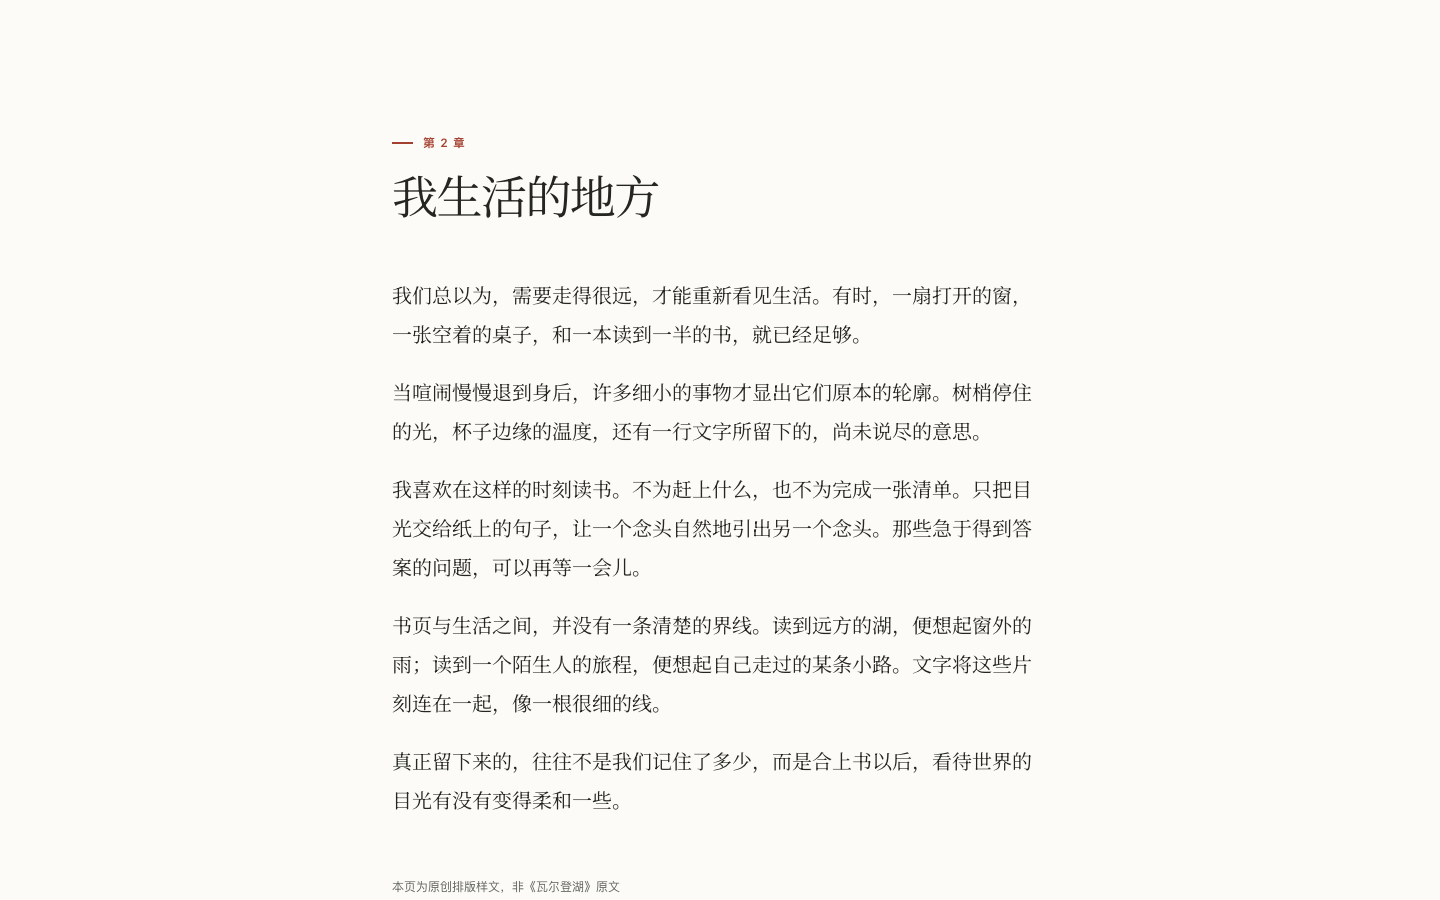 第 2 章
我生活的地方
我们总以为，需要走得很远，才能重新看见生活。有时，一扇打开的窗，
一张空着的桌子，和一本读到一半的书，就已经足够。
当喧闹慢慢退到身后，许多细小的事物才显出它们原本的轮廓。树梢停住
的光，杯子边缘的温度，还有一行文字所留下的，尚未说尽的意思。
我喜欢在这样的时刻读书。不为赶上什么，也不为完成一张清单。只把目
光交给纸上的句子，让一个念头自然地引出另一个念头。那些急于得到答
案的问题，可以再等一会儿。
书页与生活之间，并没有一条清楚的界线。读到远方的湖，便想起窗外的
雨；读到一个陌生人的旅程，便想起自己走过的某条小路。文字将这些片
刻连在一起，像一根很细的线。
真正留下来的，往往不是我们记住了多少，而是合上书以后，看待世界的
目光有没有变得柔和一些。
本页为原创排版样文，非《瓦尔登湖》原文